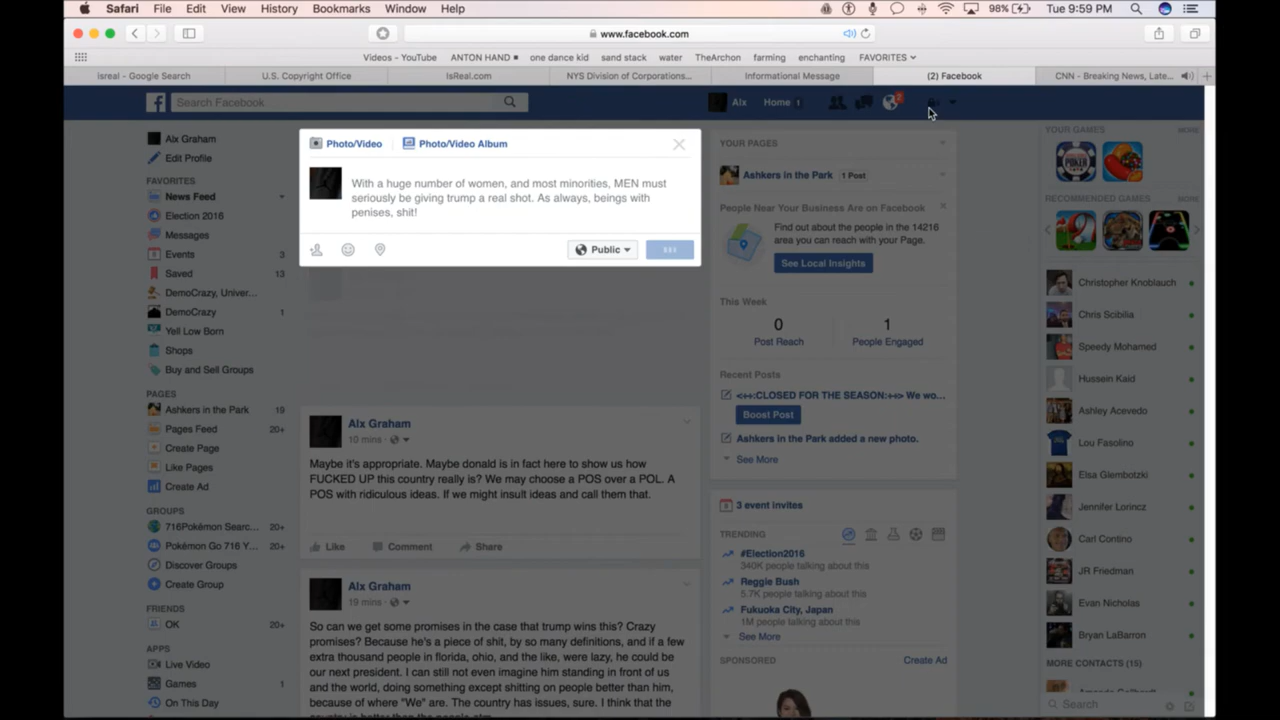 Safari File Edit View History Bookmarks Window Help 98% Tue 9:59 PM
www.facebook.com
Videos - YouTube ANTON HAND one dance kid sand stack water TheArchon farming enchanting FAVORITES
isreal - Google Search U.S. Copyright Office IsReal.com NYS Division of Corporations... Informational Message (2) Facebook CNN - Breaking News, Late...
Search Facebook
Alx Home 1 2
Alx Graham
Edit Profile
FAVORITES
News Feed
Election 2016
Messages
Events 3
Saved 13
DemoCrazy, Univer...
DemoCrazy 1
Yell Low Born
Shops
Buy and Sell Groups
PAGES
Ashkers in the Park 19
Pages Feed 20+
Create Page
Like Pages
Create Ad
GROUPS
716Pokémon Searc... 20+
Pokémon Go 716 Y... 20+
Discover Groups
Create Group
FRIENDS
OK 20+
APPS
Live Video
Games 1
On This Day
Photo/Video Photo/Video Album
With a huge number of women, and most minorities, MEN must
seriously be giving trump a real shot. As always, beings with
penises, shit!
Public
Alx Graham
10 mins
Maybe it's appropriate. Maybe donald is in fact here to show us how
FUCKED UP this country really is? We may choose a POS over a POL. A
POS with ridiculous ideas. If we might insult ideas and call them that.
Like Comment Share
Alx Graham
19 mins
So can we get some promises in the case that trump wins this? Crazy
promises? Because he's a piece of shit, by so many definitions, and if a few
extra thousand people in florida, ohio, and the like, were lazy, he could be
our next president. I can still not even imagine him standing in front of us
and the world, doing something except shitting on people better than him,
because of where "We" are. The country has issues, sure. I think that the
YOUR PAGES
Ashkers in the Park 1 Post
People Near Your Business Are on Facebook
Find out about the people in the 14216
area you can reach with your Page.
See Local Insights
This Week
0 1
Post Reach People Engaged
Recent Posts
<++:CLOSED FOR THE SEASON:++> We wo...
Boost Post
Ashkers in the Park added a new photo.
See More
3 event invites
TRENDING
#Election2016
340K people talking about this
Reggie Bush
5.7K people talking about this
Fukuoka City, Japan
1M people talking about this
See More
SPONSORED Create Ad
YOUR GAMES MORE
RECOMMENDED GAMES MORE
Christopher Knoblauch
Chris Scibilia
Speedy Mohamed
Hussein Kaid
Ashley Acevedo
Lou Fasolino
Elsa Glembotzki
Jennifer Lorincz
Carl Contino
JR Friedman
Evan Nicholas
Bryan LaBarron
MORE CONTACTS (15)
Search